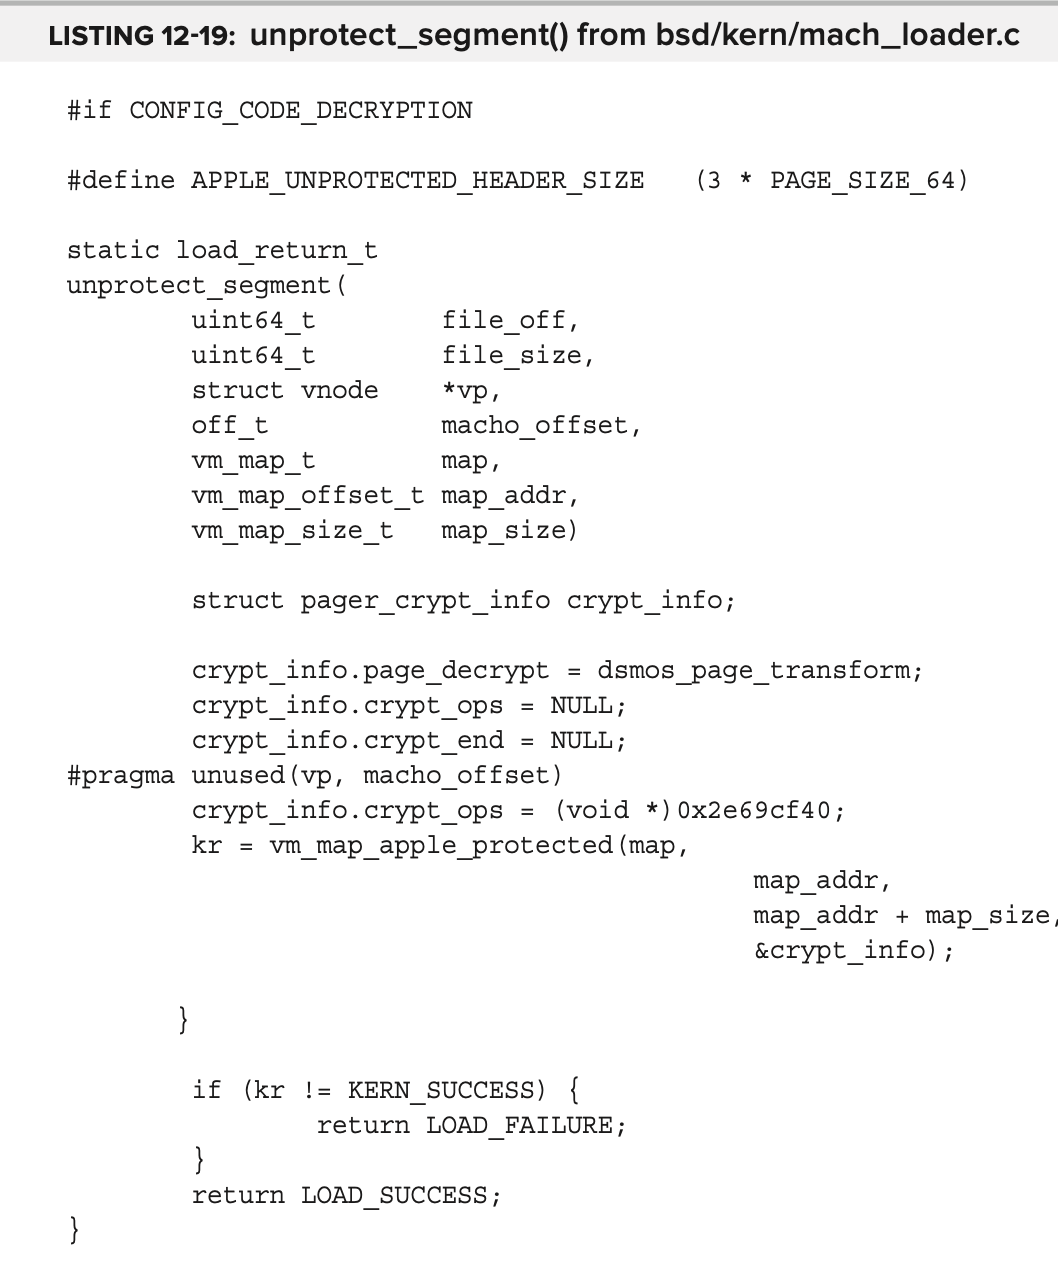 LISTING 12-19: unprotect_segment() from bsd/kern/mach_loader.c
#if CONFIG_CODE_DECRYPTION
#define APPLE_UNPROTECTED_HEADER_SIZE   (3 * PAGE_SIZE_64)
static load_return_t
unprotect_segment(
        uint64_t        file_off,
        uint64_t        file_size,
        struct vnode    *vp,
        off_t           macho_offset,
        vm_map_t        map,
        vm_map_offset_t map_addr,
        vm_map_size_t   map_size)
        struct pager_crypt_info crypt_info;
        crypt_info.page_decrypt = dsmos_page_transform;
        crypt_info.crypt_ops = NULL;
        crypt_info.crypt_end = NULL;
#pragma unused(vp, macho_offset)
        crypt_info.crypt_ops = (void *)0x2e69cf40;
        kr = vm_map_apple_protected(map,
                                            map_addr,
                                            map_addr + map_size,
                                            &crypt_info);
       }
        if (kr != KERN_SUCCESS) {
                return LOAD_FAILURE;
        }
        return LOAD_SUCCESS;
}